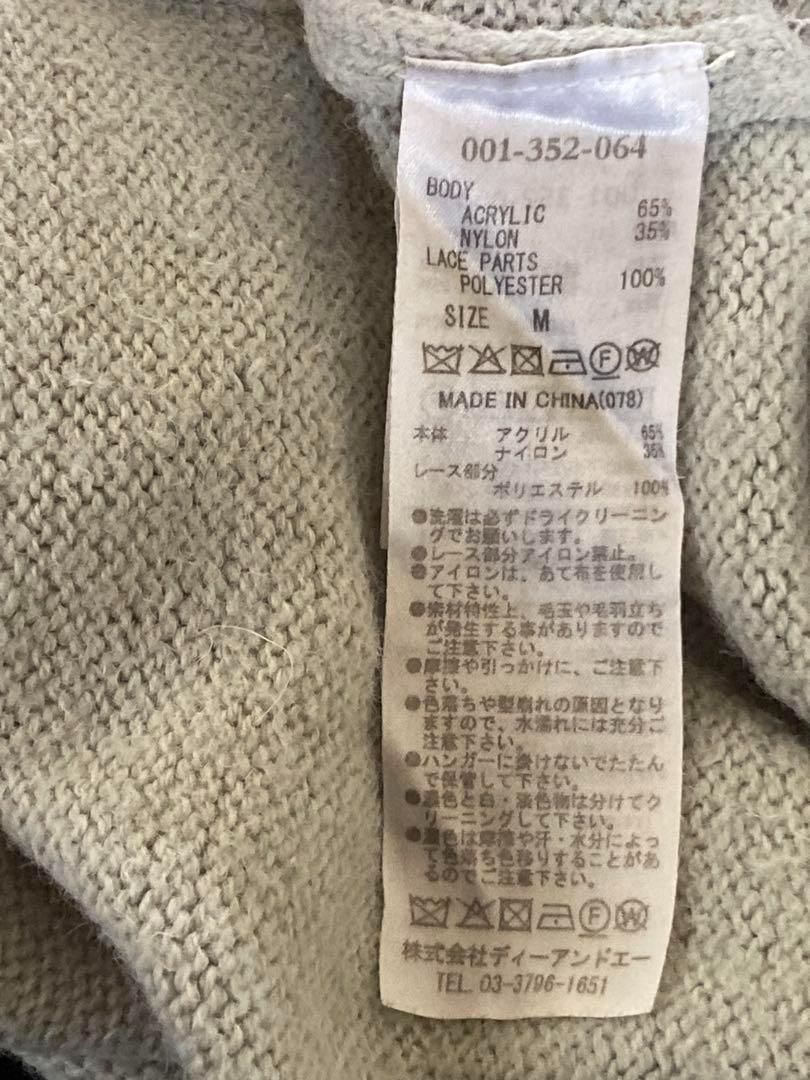 001-352-064
BODY
ACRYLIC 65%
NYLON 35%
LACE PARTS
POLYESTER 100%
SIZE M
F W
MADE IN CHINA(078)
本体 アクリル 65%
ナイロン 35%
レース部分
ポリエステル 100%
●洗濯は必ずドライクリーニン
グでお願いします。
●レース部分アイロン禁止。
●アイロンは、あて布を使用し
て下さい。
●素材特性上、毛玉や毛羽立ち
が発生する事がありますので
ご注意下さい。
●摩擦や引っかけに、ご注意下
さい。
●色落ちや型崩れの原因となり
ますので、水濡れには充分ご
注意下さい。
●ハンガーに掛けないでたたん
で保管して下さい。
●濃色と白・淡色物は分けてク
リーニングして下さい。
●濃色は摩擦や汗・水分によっ
て色落ち色移りすることがあ
るのでご注意下さい。
F W
株式会社ディーアンドエー
TEL. 03-3796-1651